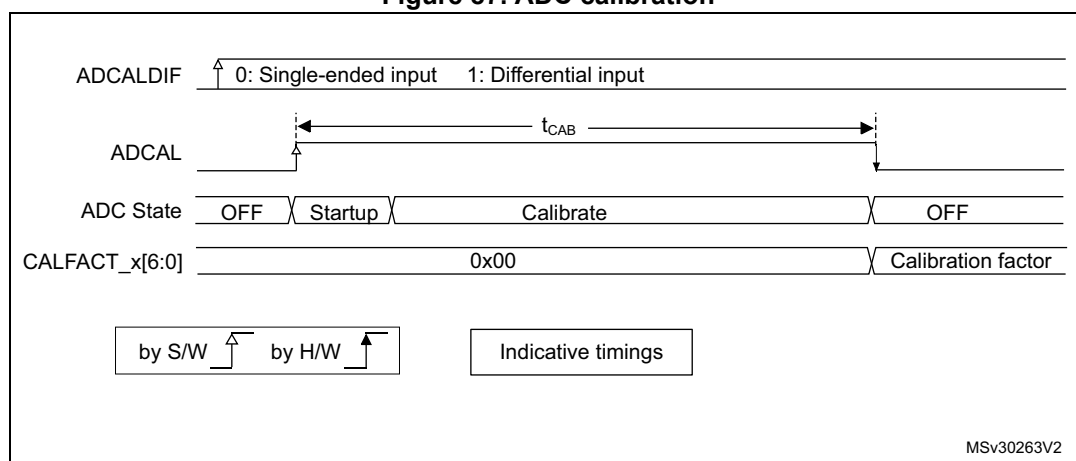 ADCALDIF 0: Single-ended input 1: Differential input
tCAB
ADCAL
ADC State OFF Startup Calibrate OFF
CALFACT_x[6:0] 0x00 Calibration factor
by S/W by H/W Indicative timings
MSv30263V2